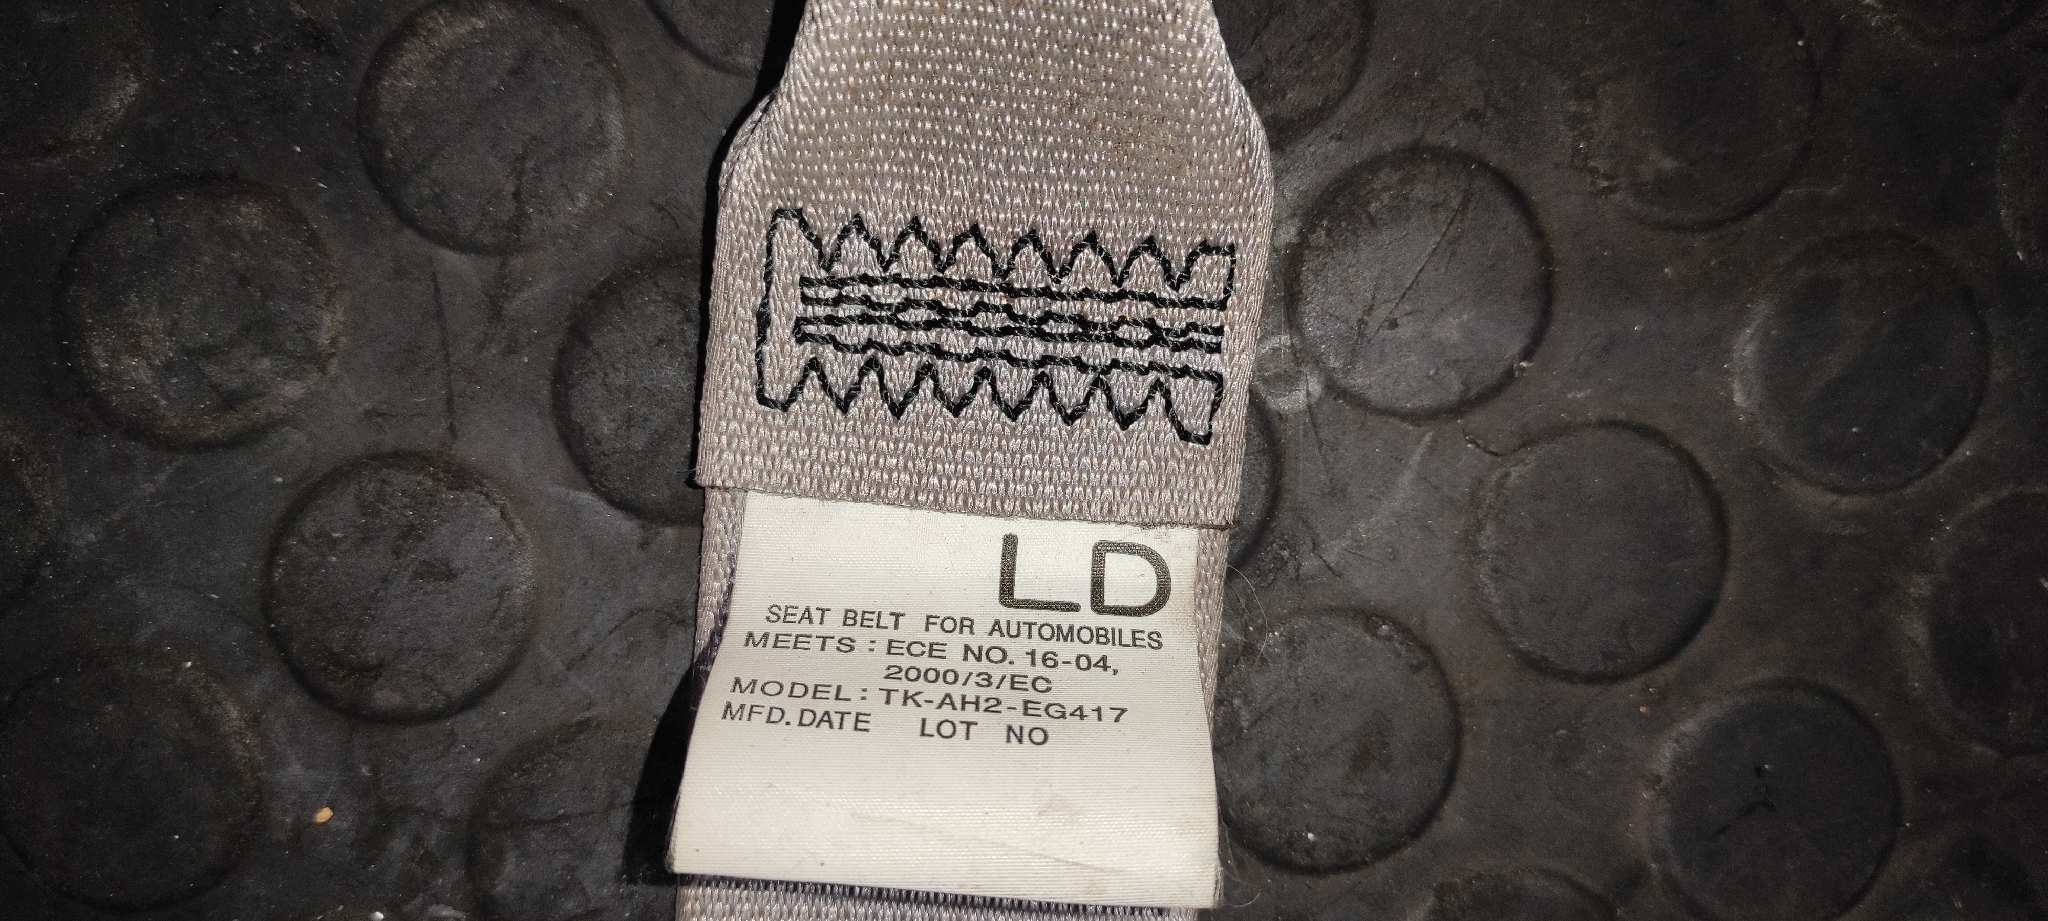 LD
SEAT BELT FOR AUTOMOBILES
MEETS : ECE NO. 16-04,
2000/3/EC
MODEL : TK-AH2-EG417
MFD. DATE LOT NO